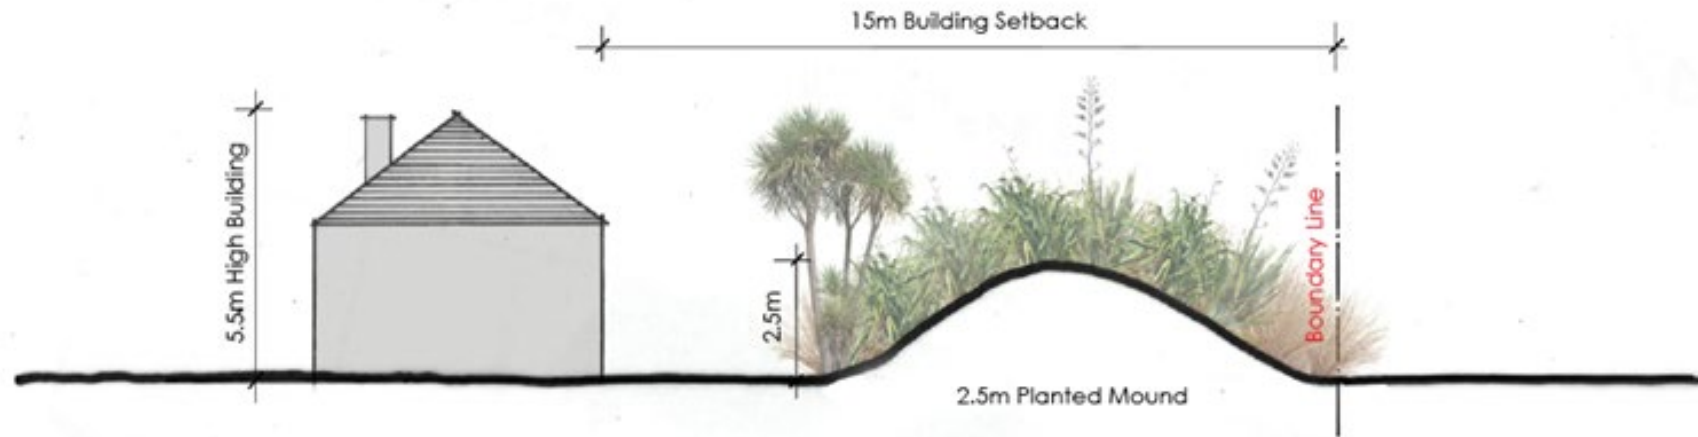 15m Building Setback
5.5m High Building
2.5m
Boundary Line
2.5m Planted Mound